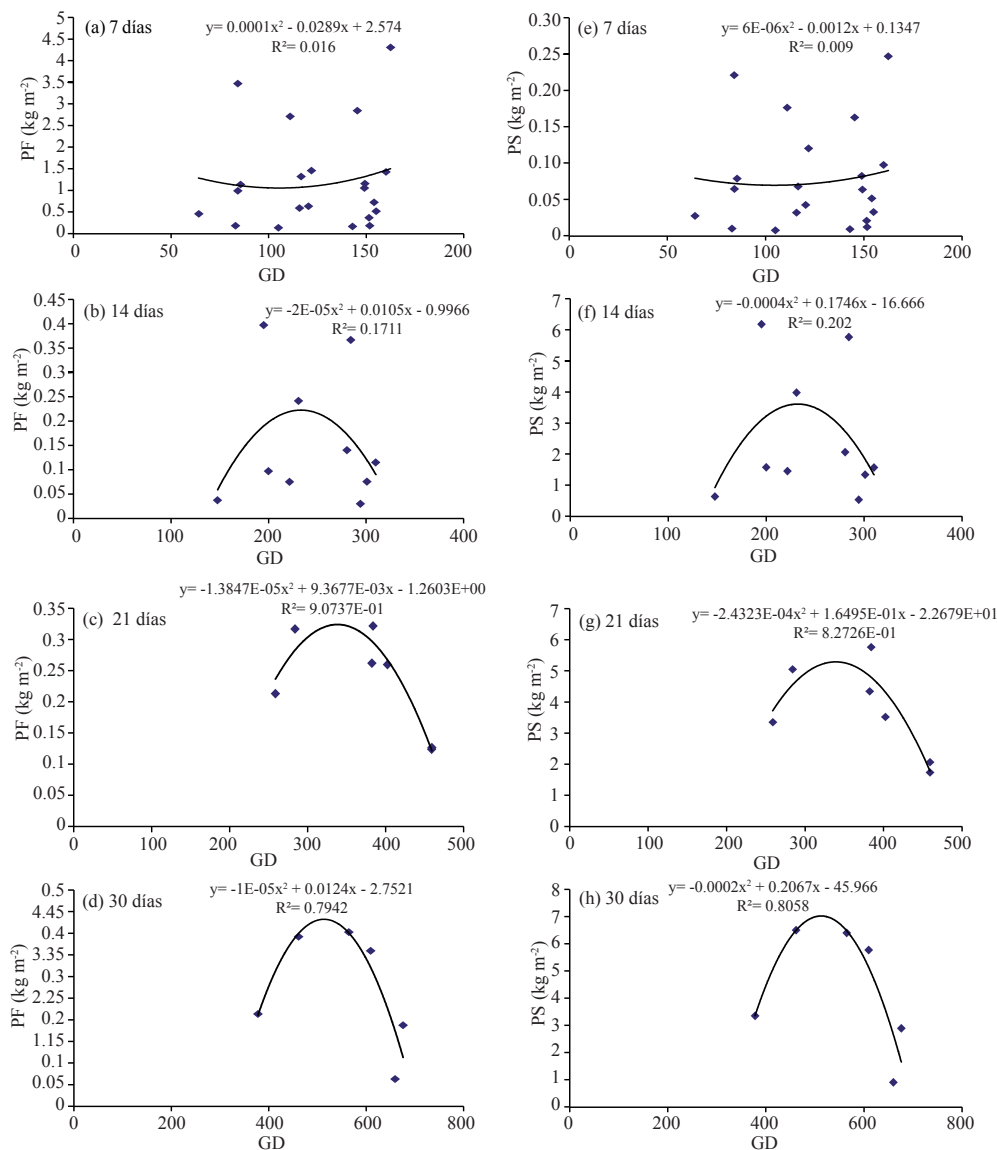 (a) 7 días
y= 0.0001x² - 0.0289x + 2.574
R²= 0.016
PF (kg m⁻²)
5
4.5
4
3.5
3
2.5
2
1.5
1
0.5
0
0 50 100 150 200
GD
(e) 7 días
y= 6E-06x² - 0.0012x + 0.1347
R²= 0.009
PS (kg m⁻²)
0.30
0.25
0.20
0.15
0.10
0.05
0.00
0 50 100 150 200
GD
(b) 14 días
y= -2E-05x² + 0.0105x - 0.9966
R²= 0.1711
PF (kg m⁻²)
0.45
0.4
0.35
0.3
0.25
0.2
0.15
0.1
0.05
0
0 100 200 300 400
GD
(f) 14 días
y= -0.0004x² + 0.1746x - 16.666
R²= 0.202
PS (kg m⁻²)
7
6
5
4
3
2
1
0
0 100 200 300 400
GD
(c) 21 días
y= -1.3847E-05x² + 9.3677E-03x - 1.2603E+00
R²= 9.0737E-01
PF (kg m⁻²)
0.35
0.3
0.25
0.2
0.15
0.1
0.05
0
0 100 200 300 400 500
GD
(g) 21 días
y= -2.4323E-04x² + 1.6495E-01x - 2.2679E+01
R²= 8.2726E-01
PS (kg m⁻²)
7
6
5
4
3
2
1
0
0 100 200 300 400 500
GD
(d) 30 días
y= -1E-05x² + 0.0124x - 2.7521
R²= 0.7942
PF (kg m⁻²)
0.5
4.45
0.4
0.35
0.3
2.25
0.2
1.15
0.1
0.05
0
0 200 400 600 800
GD
(h) 30 días
y= -0.0002x² + 0.2067x - 45.966
R²= 0.8058
PS (kg m⁻²)
8
7
6
5
4
3
2
1
0
0 200 400 600 800
GD